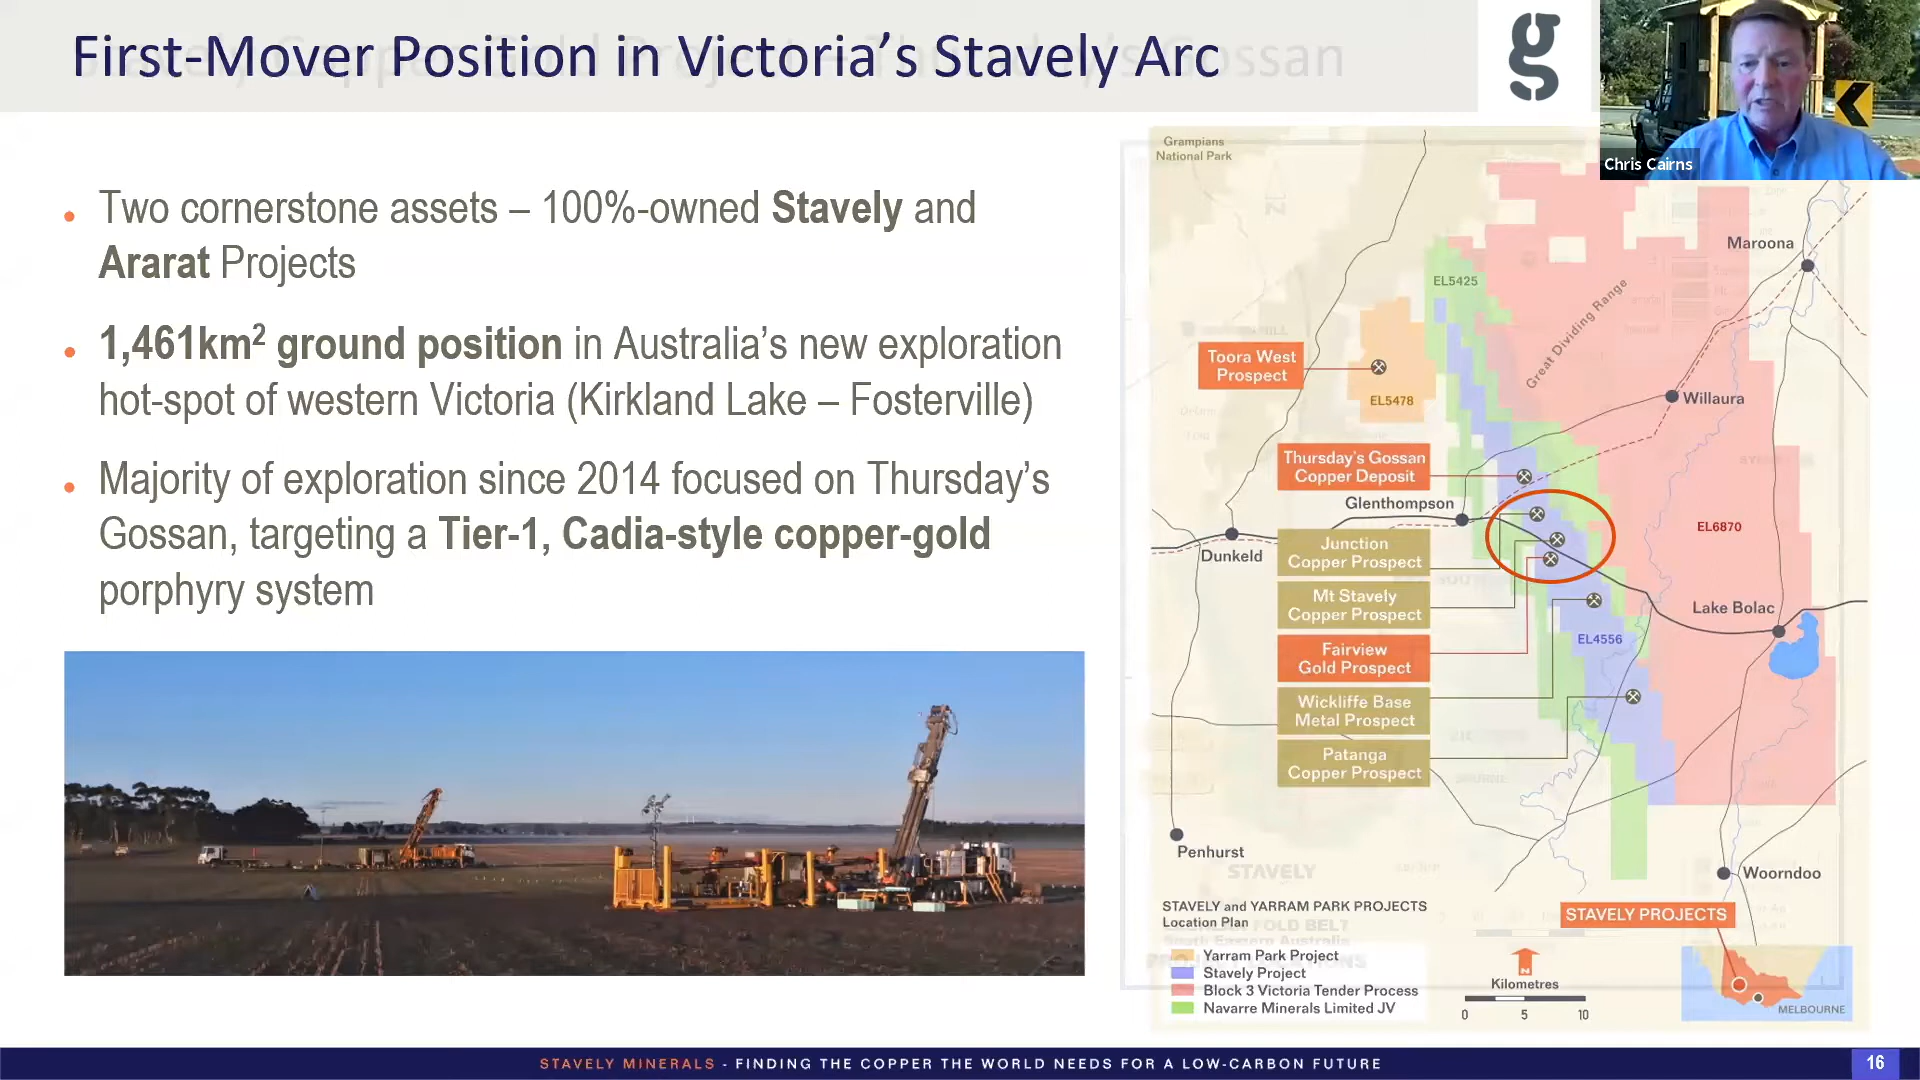 First-Mover Position in Victoria's Stavely Arc
Gossan
Chris Cairns
• Two cornerstone assets – 100%-owned Stavely and
Ararat Projects
• 1,461km² ground position in Australia's new exploration
hot-spot of western Victoria (Kirkland Lake – Fosterville)
• Majority of exploration since 2014 focused on Thursday's
Gossan, targeting a Tier-1, Cadia-style copper-gold
porphyry system
Grampians
National Park
Maroona
EL5425
Great Dividing Range
Toora West
Prospect
EL5478
Willaura
Thursday's Gossan
Copper Deposit
Glenthompson
EL6870
Dunkeld
Junction
Copper Prospect
Mt Stavely
Copper Prospect
Lake Bolac
EL4556
Fairview
Gold Prospect
Wickliffe Base
Metal Prospect
Patanga
Copper Prospect
Penhurst
STAVELY
Woorndoo
STAVELY and YARRAM PARK PROJECTS
Location Plan
FOLD BELT
South Eastern Australia
STAVELY PROJECTS
Yarram Park Project
Stavely Project
Block 3 Victoria Tender Process
Navarre Minerals Limited JV
N
Kilometres
0 5 10
MELBOURNE
STAVELY MINERALS - FINDING THE COPPER THE WORLD NEEDS FOR A LOW-CARBON FUTURE
16